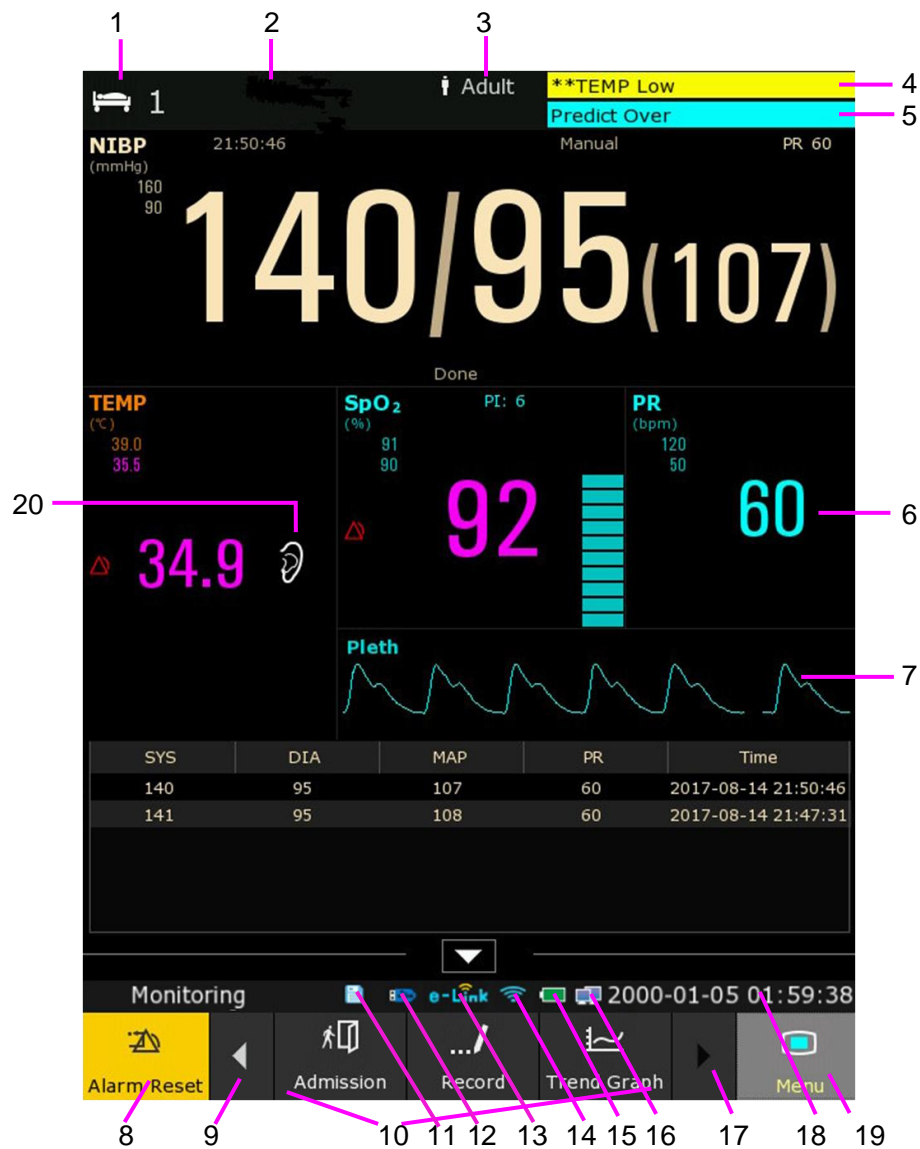 1 2 3
1 Adult **TEMP Low 4
Predict Over 5
NIBP 21:50:46 Manual PR 60
(mmHg)
160
90
140/95(107)
Done
TEMP SpO₂ PI: 6 PR
(℃) (%) (bpm)
39.0 91 120
35.5 90 50
20 34.9 92 60 6
Pleth
7
SYS DIA MAP PR Time
140 95 107 60 2017-08-14 21:50:46
141 95 108 60 2017-08-14 21:47:31
Monitoring e-Link 2000-01-05 01:59:38
Alarm Reset Admission ... Record Trend Graph Menu
8 9 10 11 12 13 14 15 16 17 18 19